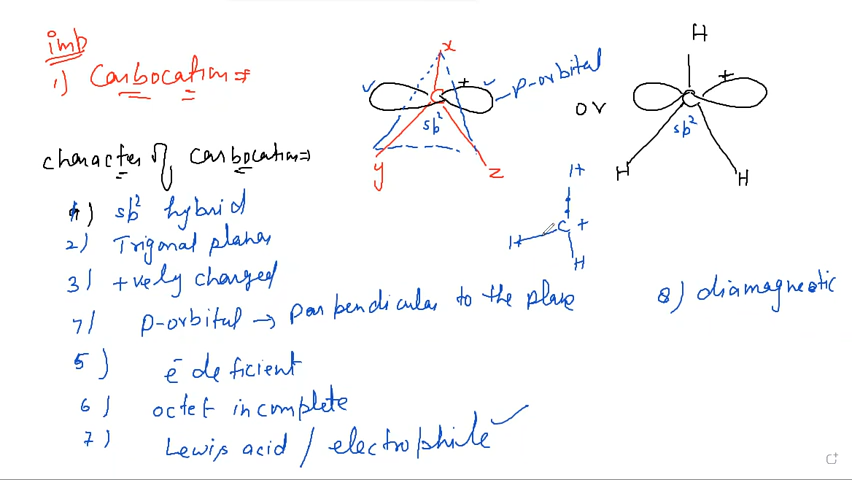 imp
1) Carbocation ⇒
x
+
p-orbital
sp²
y
z
or
H
+
sp²
H
H
character of Carbocation ⇒
1) sp² hybrid
2) Trigonal planar
3) +vely charged
4) p-orbital → parpendicular to the plane
5) e⁻ deficient
6) octet incomplete
7) Lewis acid / electrophile
8) diamagnetic
H
C +
H
H
C+